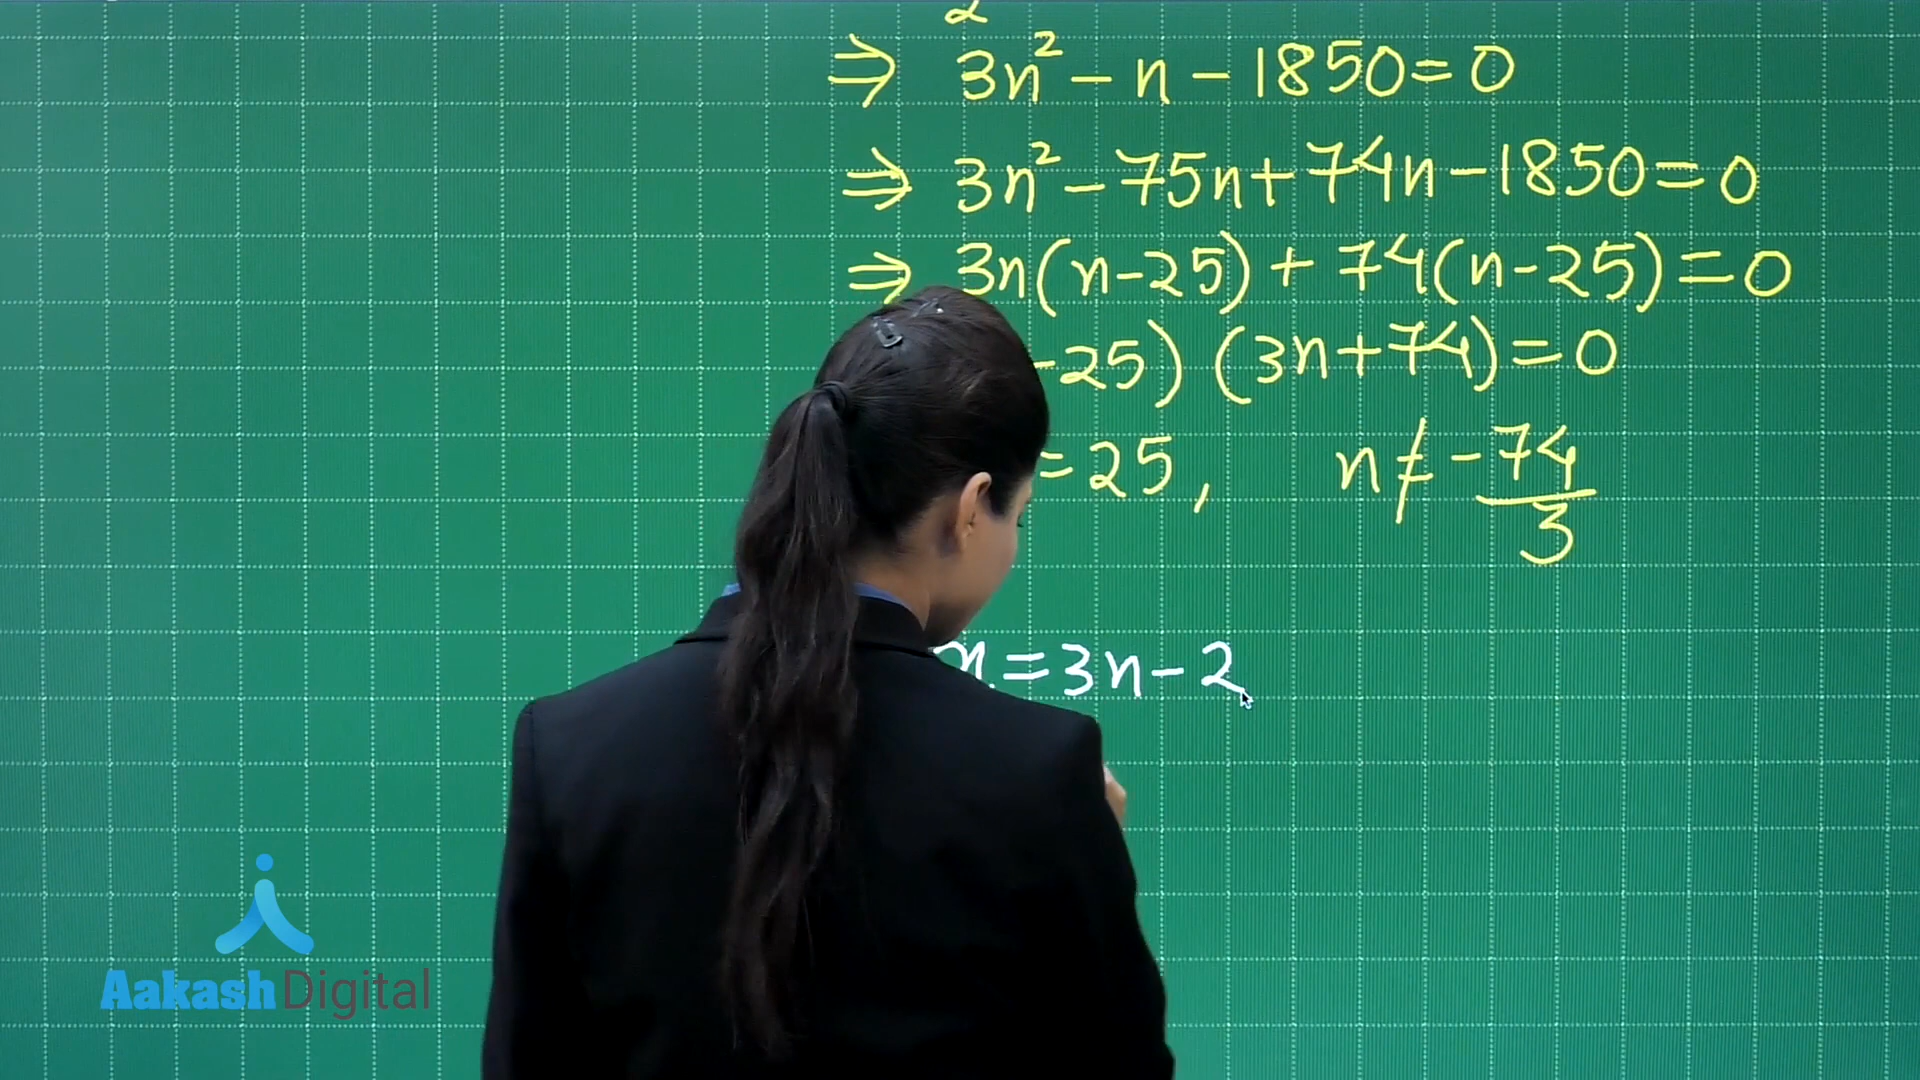 2
⇒ 3n² - n - 1850 = 0
⇒ 3n² - 75n + 74n - 1850 = 0
⇒ 3n(n-25) + 74(n-25) = 0
-25) (3n+74) = 0
= 25, n ≠ -74/3
x = 3n - 2
Aakash Digital